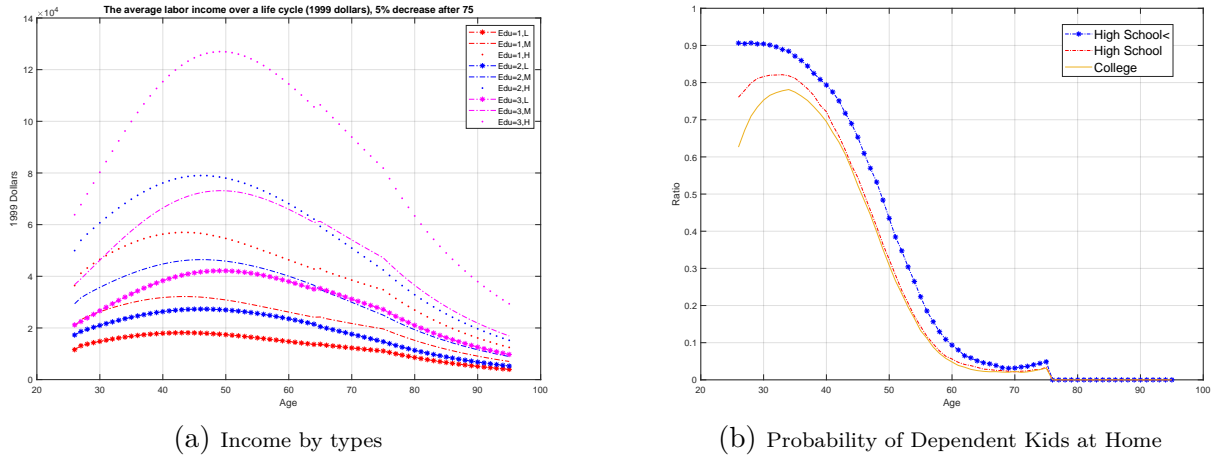 The average labor income over a life cycle (1999 dollars), 5% decrease after 75
×10⁴
14
12
10
8
6
4
2
0
1999 Dollars
20 30 40 50 60 70 80 90 100
Age
Edu=1,L
Edu=1,M
Edu=1,H
Edu=2,L
Edu=2,M
Edu=2,H
Edu=3,L
Edu=3,M
Edu=3,H
(a) Income by types
1
0.9
0.8
0.7
0.6
0.5
0.4
0.3
0.2
0.1
0
Ratio
20 30 40 50 60 70 80 90 100
Age
High School<
High School
College
(b) Probability of Dependent Kids at Home